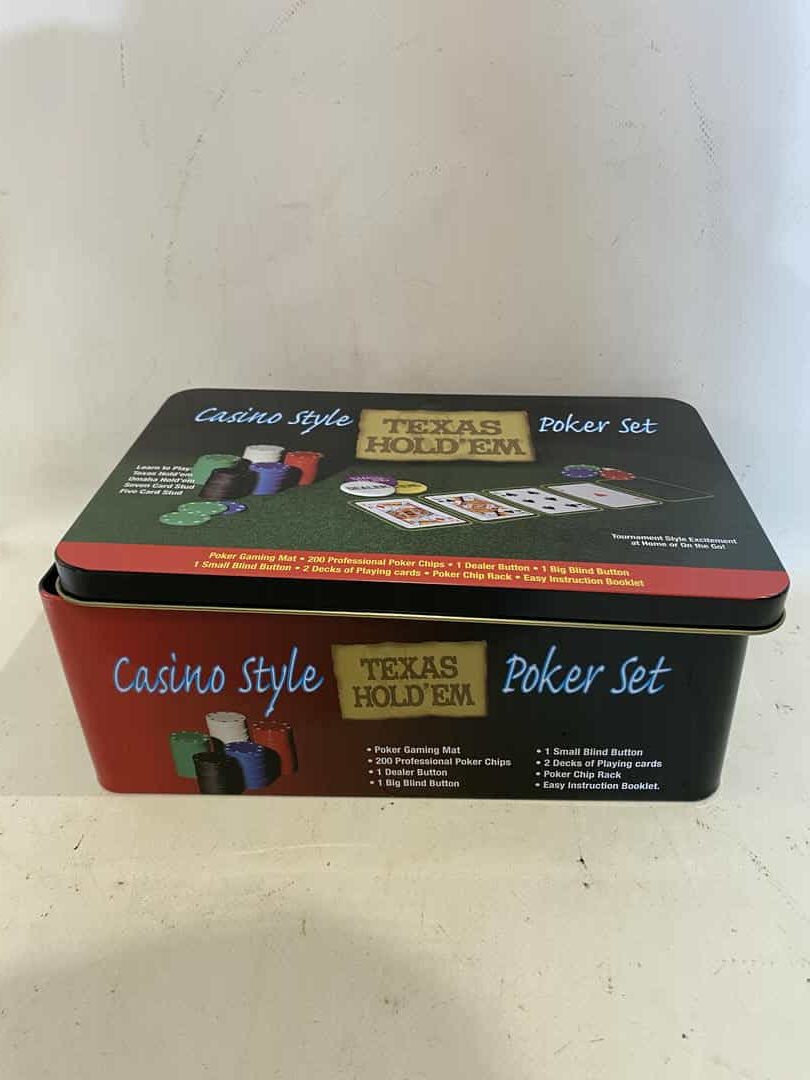 Casino Style TEXAS HOLD'EM Poker Set
Learn to Play:
Texas Hold'em
Omaha Hold'em
Seven Card Stud
Five Card Stud
DEALER
Tournament Style Excitement
at Home or On the Go!
Poker Gaming Mat • 200 Professional Poker Chips • 1 Dealer Button • 1 Big Blind Button
1 Small Blind Button • 2 Decks of Playing cards • Poker Chip Rack • Easy Instruction Booklet
Casino Style TEXAS HOLD'EM Poker Set
• Poker Gaming Mat
• 200 Professional Poker Chips
• 1 Dealer Button
• 1 Big Blind Button
• 1 Small Blind Button
• 2 Decks of Playing cards
• Poker Chip Rack
• Easy Instruction Booklet.